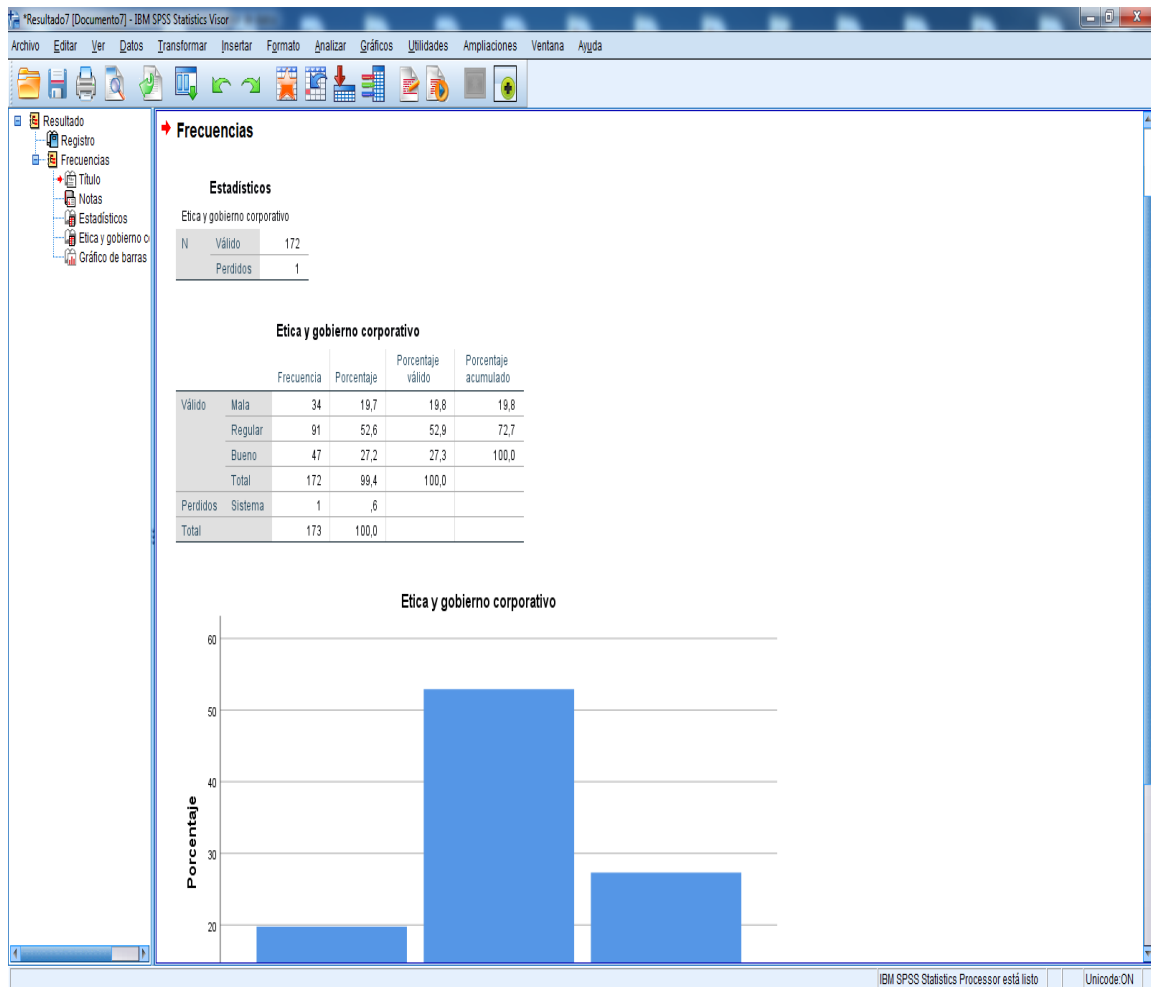 *Resultado7 [Documento7] - IBM SPSS Statistics Visor
Archivo Editar Ver Datos Transformar Insertar Formato Analizar Gráficos Utilidades Ampliaciones Ventana Ayuda
Resultado
Registro
Frecuencias
Título
Notas
Estadísticos
Etica y gobierno c
Gráfico de barras
Frecuencias
Estadísticos
Etica y gobierno corporativo
N Válido 172
Perdidos 1
Etica y gobierno corporativo
Frecuencia Porcentaje Porcentaje válido Porcentaje acumulado
Válido Mala 34 19,7 19,8 19,8
Regular 91 52,6 52,9 72,7
Bueno 47 27,2 27,3 100,0
Total 172 99,4 100,0
Perdidos Sistema 1 ,6
Total 173 100,0
Etica y gobierno corporativo
Porcentaje
60
50
40
30
20
IBM SPSS Statistics Processor está listo Unicode:ON